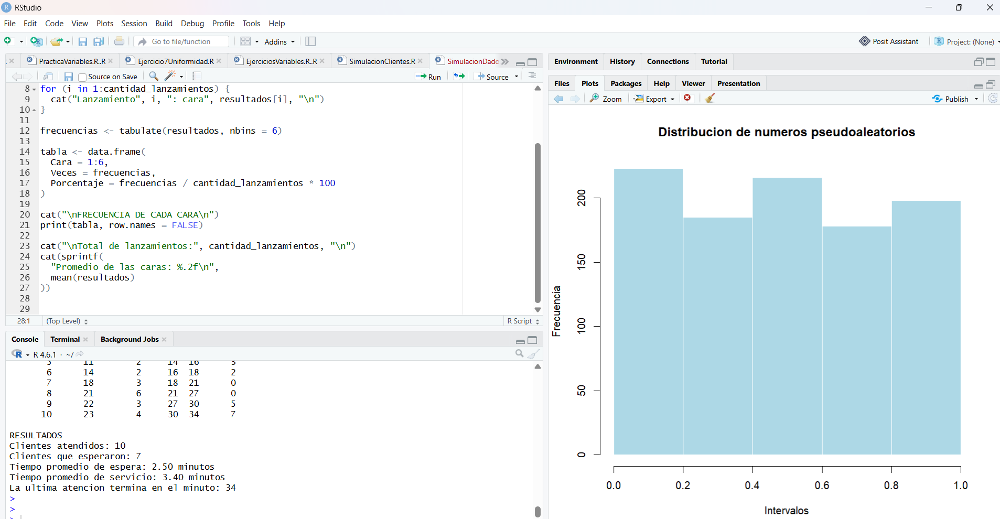 RStudio
File Edit Code View Plots Session Build Debug Profile Tools Help
Go to file/function Addins Posit Assistant Project: (None)
PracticaVariables.R..R Ejercicio7Uniformidad.R EjerciciosVariables.R..R SimulacionClientes.R SimulacionDado
Source on Save Run Source
8 for (i in 1:cantidad_lanzamientos) {
9 cat("Lanzamiento", i, ": cara", resultados[i], "\n")
10 }
11
12 frecuencias <- tabulate(resultados, nbins = 6)
13
14 tabla <- data.frame(
15 Cara = 1:6,
16 Veces = frecuencias,
17 Porcentaje = frecuencias / cantidad_lanzamientos * 100
18 )
19
20 cat("\nFRECUENCIA DE CADA CARA\n")
21 print(tabla, row.names = FALSE)
22
23 cat("\nTotal de lanzamientos:", cantidad_lanzamientos, "\n")
24 cat(sprintf(
25 "Promedio de las caras: %.2f\n",
26 mean(resultados)
27 ))
28
29
28:1 (Top Level) R Script
Console Terminal Background Jobs
R 4.6.1 · ~/
5 11 2 14 16 3
6 14 2 16 18 2
7 18 3 18 21 0
8 21 6 21 27 0
9 22 3 27 30 5
10 23 4 30 34 7
RESULTADOS
Clientes atendidos: 10
Clientes que esperaron: 7
Tiempo promedio de espera: 2.50 minutos
Tiempo promedio de servicio: 3.40 minutos
La ultima atencion termina en el minuto: 34
>
>
>
Environment History Connections Tutorial
Files Plots Packages Help Viewer Presentation
Zoom Export Publish
Distribucion de numeros pseudoaleatorios
Frecuencia
200
150
100
50
0
0.0 0.2 0.4 0.6 0.8 1.0
Intervalos